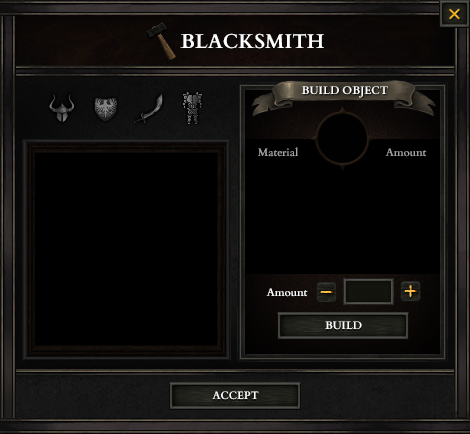 BLACKSMITH
BUILD OBJECT
Material Amount
Amount
BUILD
ACCEPT